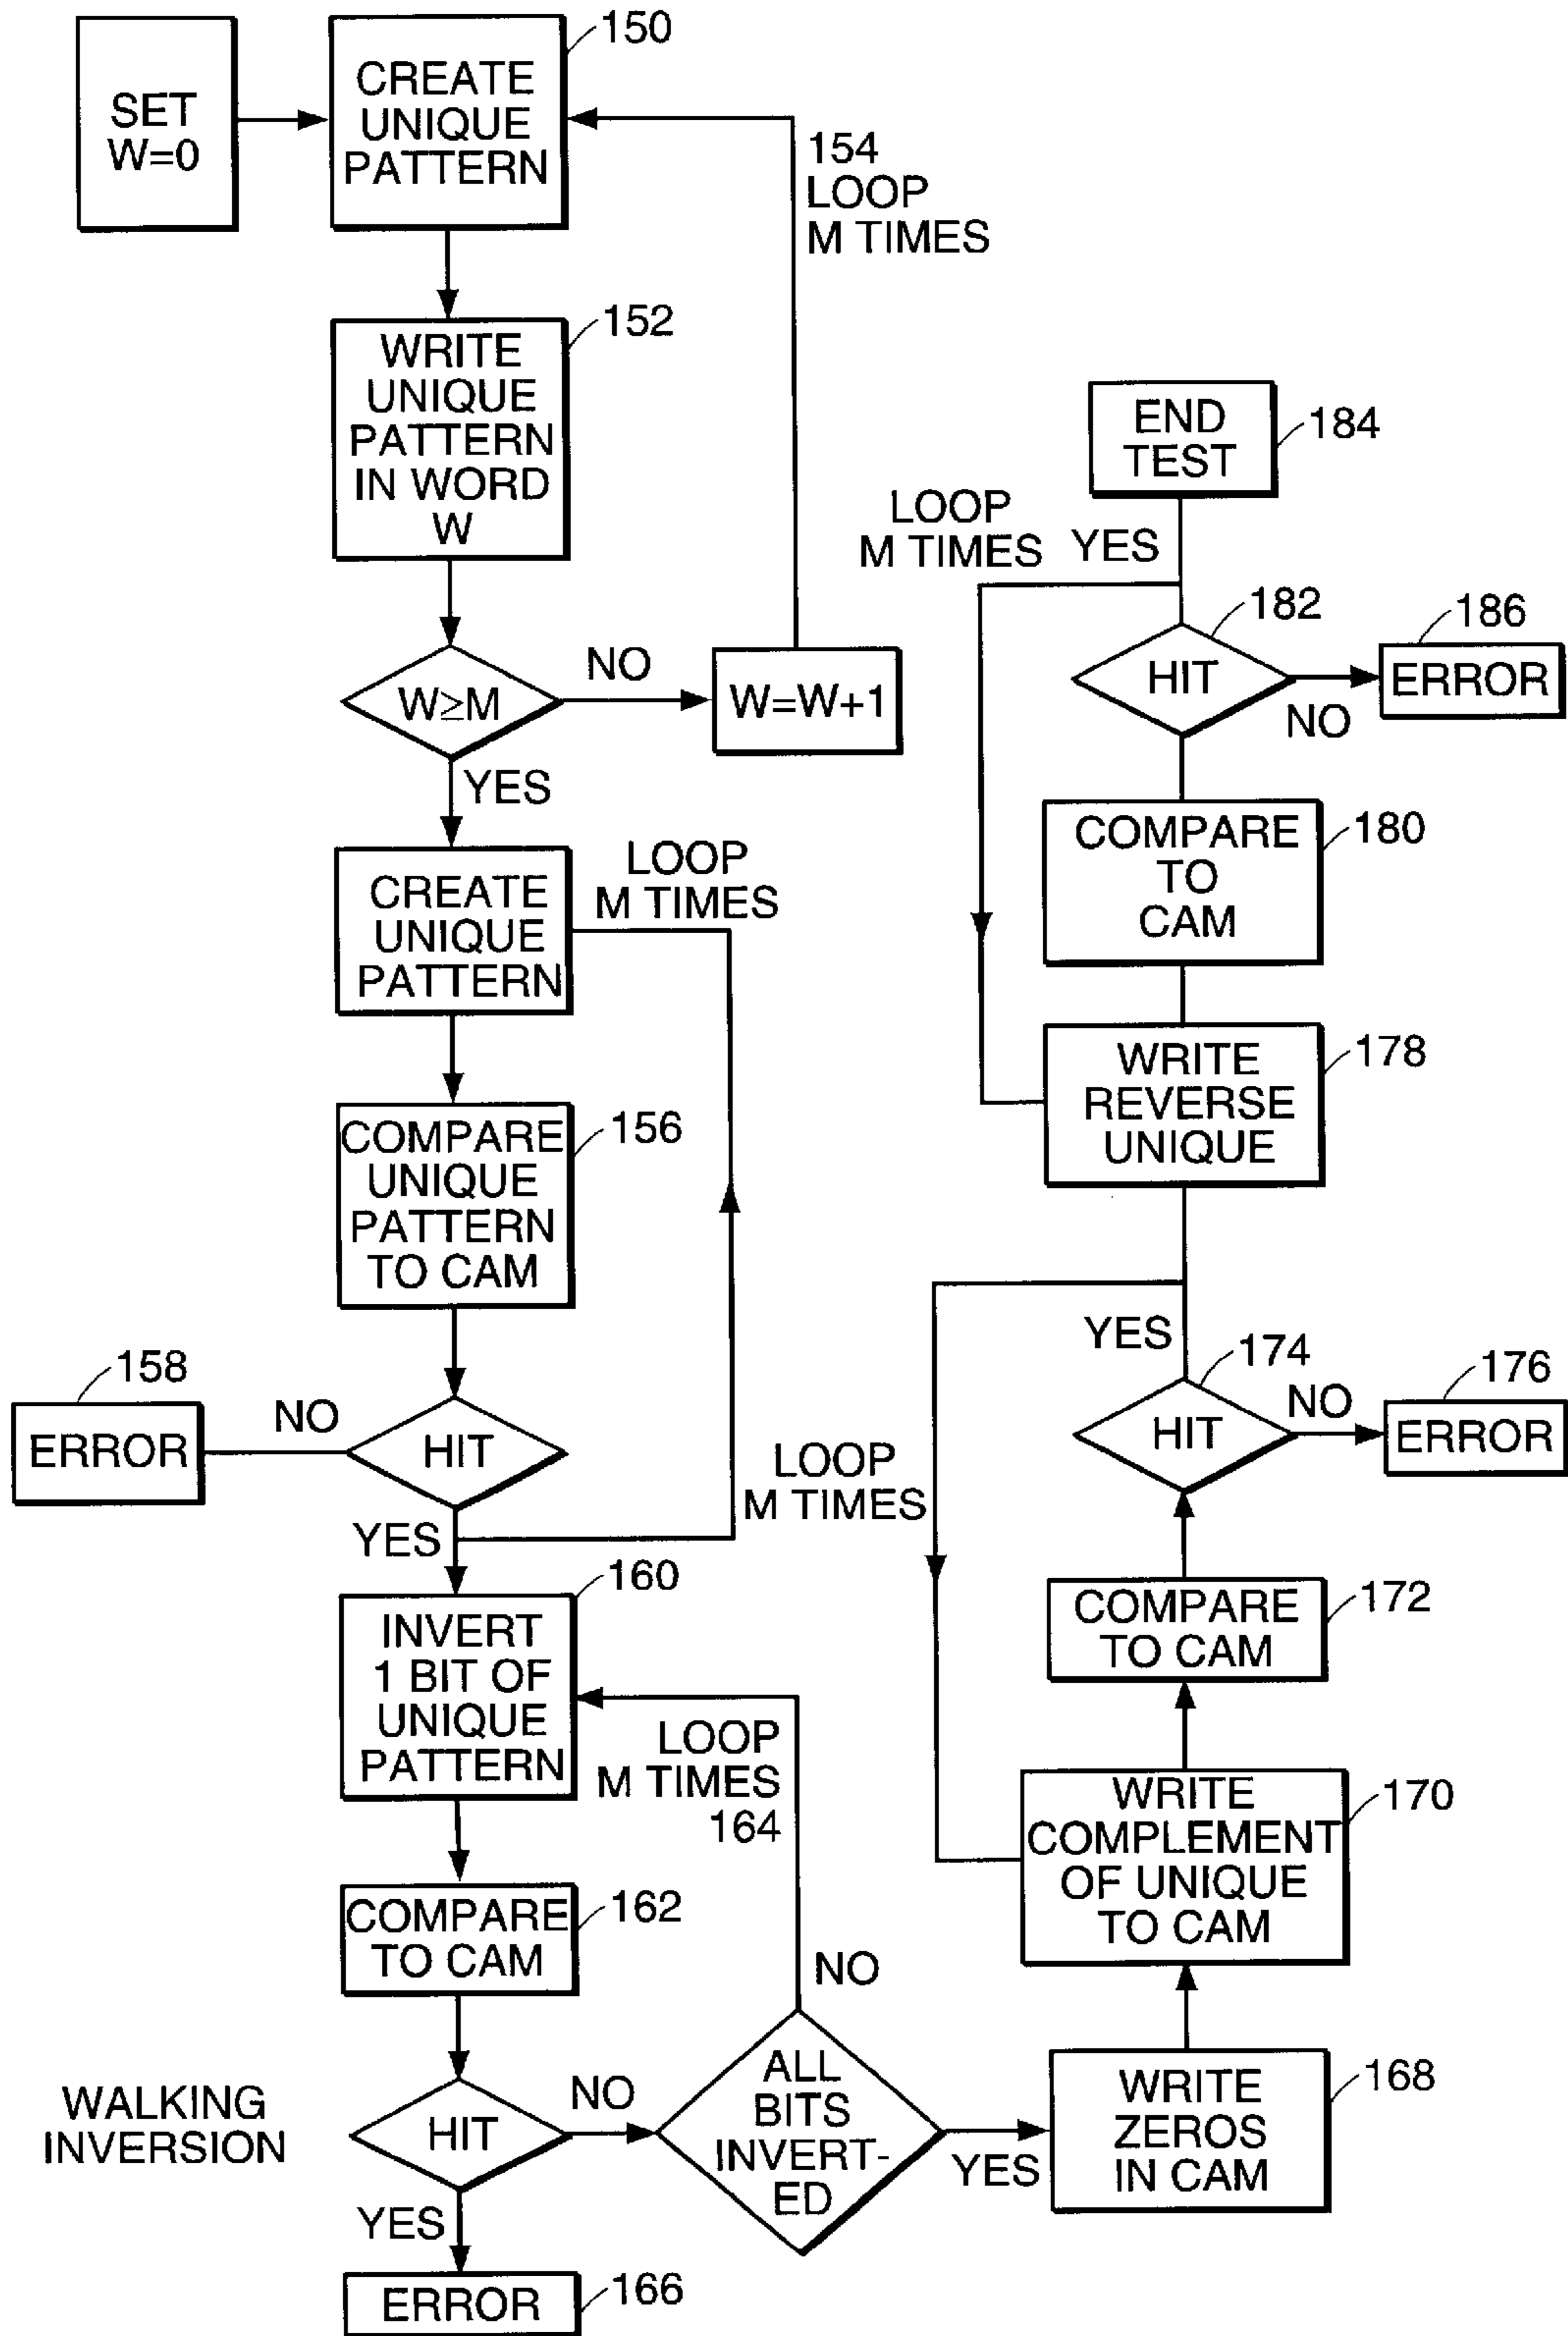 SET
W=0
150
CREATE
UNIQUE
PATTERN
154
LOOP
M TIMES
152
WRITE
UNIQUE
PATTERN
IN WORD
W
W≥M
NO
W=W+1
YES
CREATE
UNIQUE
PATTERN
LOOP
M TIMES
156
COMPARE
UNIQUE
PATTERN
TO CAM
158
ERROR
NO
HIT
YES
160
INVERT
1 BIT OF
UNIQUE
PATTERN
LOOP
M TIMES
164
162
COMPARE
TO CAM
WALKING
INVERSION
HIT
NO
YES
ERROR
166
NO
ALL
BITS
INVERT-
ED
YES
168
WRITE
ZEROS
IN CAM
170
WRITE
COMPLEMENT
OF UNIQUE
TO CAM
172
COMPARE
TO CAM
LOOP
M TIMES
174
HIT
NO
176
ERROR
YES
178
WRITE
REVERSE
UNIQUE
180
COMPARE
TO
CAM
182
HIT
NO
186
ERROR
LOOP
M TIMES
YES
184
END
TEST